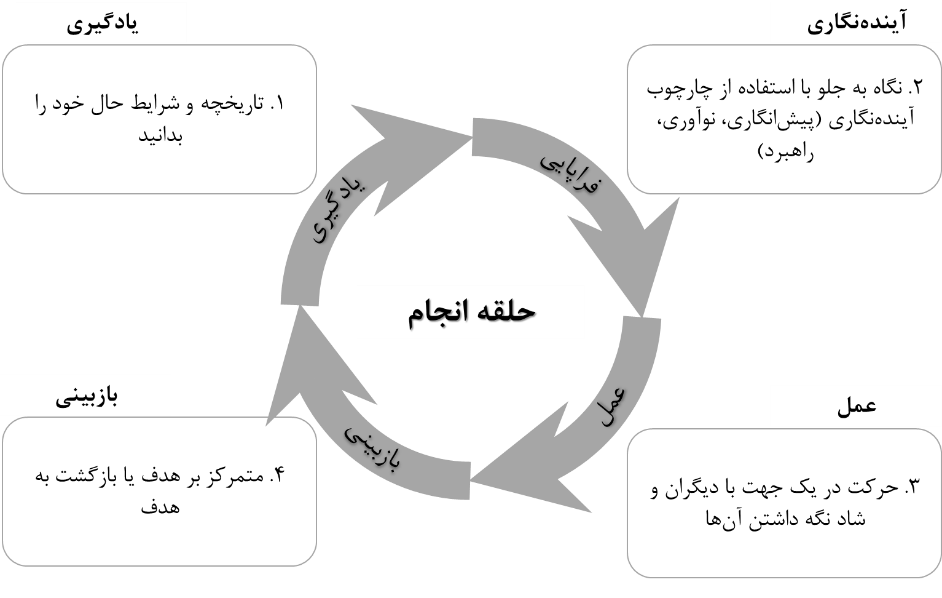 یادگیری
۱. تاریخچه و شرایط حال خود را
بدانید
آینده‌نگاری
۲. نگاه به جلو با استفاده از چارچوب
آینده‌نگاری (پیش‌انگاری، نوآوری،
راهبرد)
یادگیری
فراپایی
حلقه انجام
عمل
بازبینی
عمل
۳. حرکت در یک جهت با دیگران و
شاد نگه داشتن آن‌ها
بازبینی
۴. متمرکز بر هدف یا بازگشت به
هدف